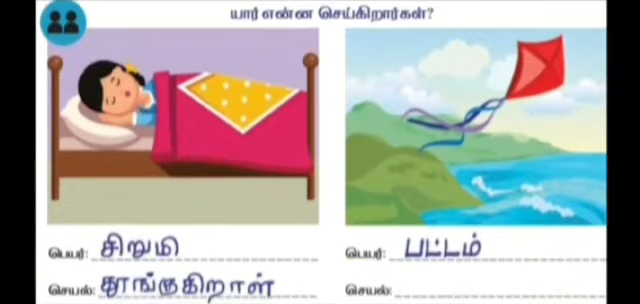 யார் என்ன செய்கிறார்கள்?
பெயர்: சிறுமி
செயல்: தூங்குகிறாள்
பெயர்: பட்டம்
செயல்: